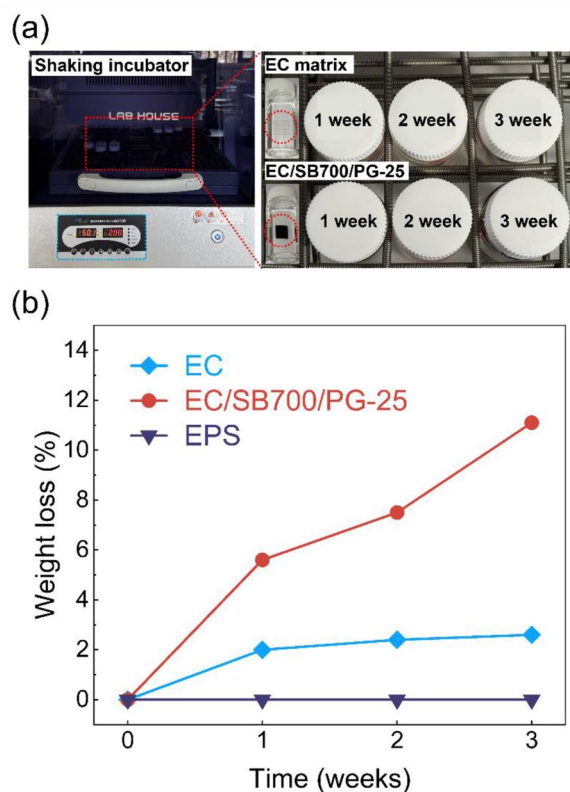 (a)
Shaking incubator
EC matrix
LAB HOUSE
1 week
2 week
3 week
EC/SB700/PG-25
1 week
2 week
3 week
(b)
14
12
10
8
6
4
2
0
EC
EC/SB700/PG-25
EPS
Weight loss (%)
0
1
2
3
Time (weeks)